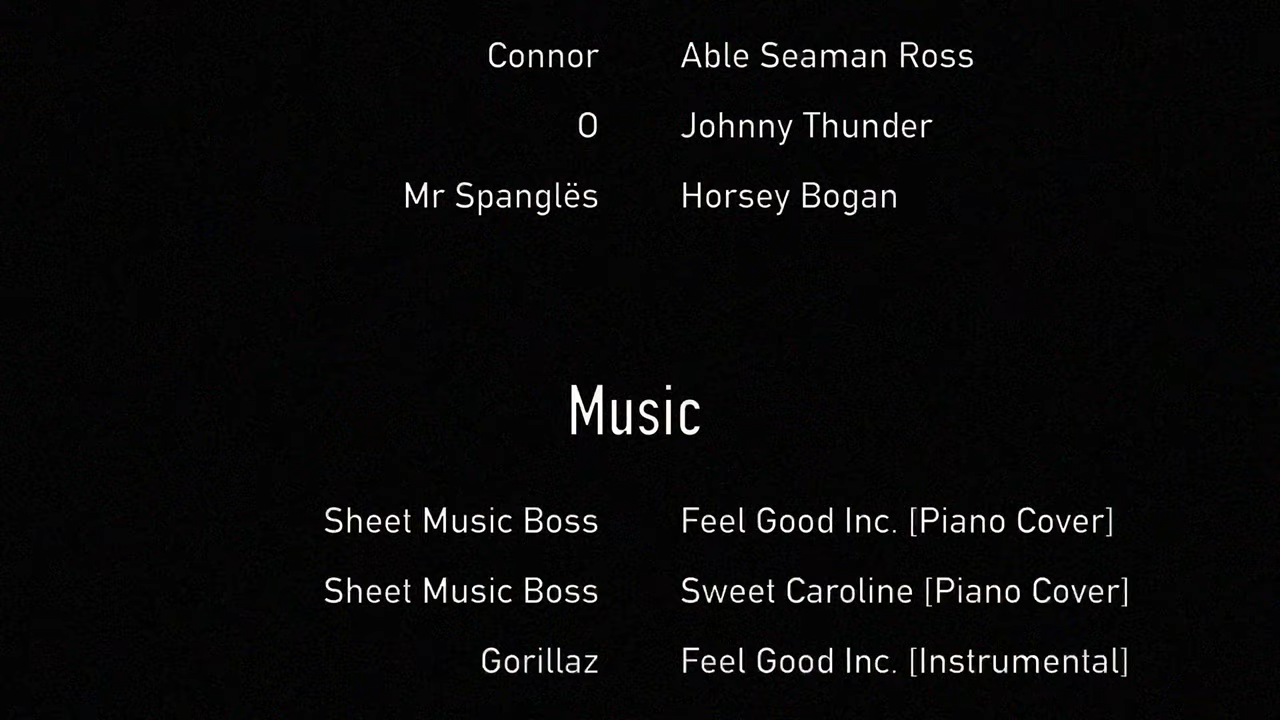 Connor Able Seaman Ross
O Johnny Thunder
Mr Spanglës Horsey Bogan
Music
Sheet Music Boss Feel Good Inc. [Piano Cover]
Sheet Music Boss Sweet Caroline [Piano Cover]
Gorillaz Feel Good Inc. [Instrumental]